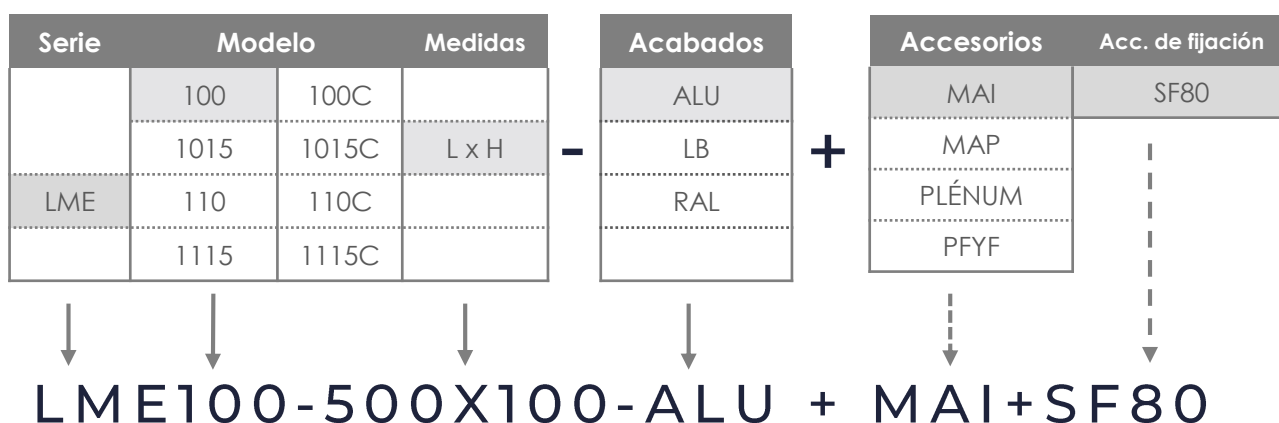 Serie Modelo Medidas Acabados Accesorios Acc. de fijación
100 100C ALU MAI SF80
1015 1015C L x H - LB + MAP
LME 110 110C RAL PLÉNUM
1115 1115C PFYF
LME100-500X100-ALU + MAI+SF80